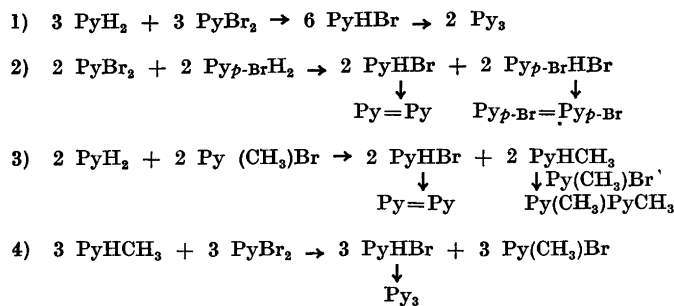 1) 3 PyH₂ + 3 PyBr₂ → 6 PyHBr → 2 Py₃
2) 2 PyBr₂ + 2 Pyₚ₋BrH₂ → 2 PyHBr + 2 Pyₚ₋BrHBr
↓ ↓
Py=Py Pyₚ₋Br=Pyₚ₋Br
3) 2 PyH₂ + 2 Py (CH₃)Br → 2 PyHBr + 2 PyHCH₃
↓ ↓Py(CH₃)Br
Py=Py Py(CH₃)PyCH₃
4) 3 PyHCH₃ + 3 PyBr₂ → 3 PyHBr + 3 Py(CH₃)Br
↓
Py₃